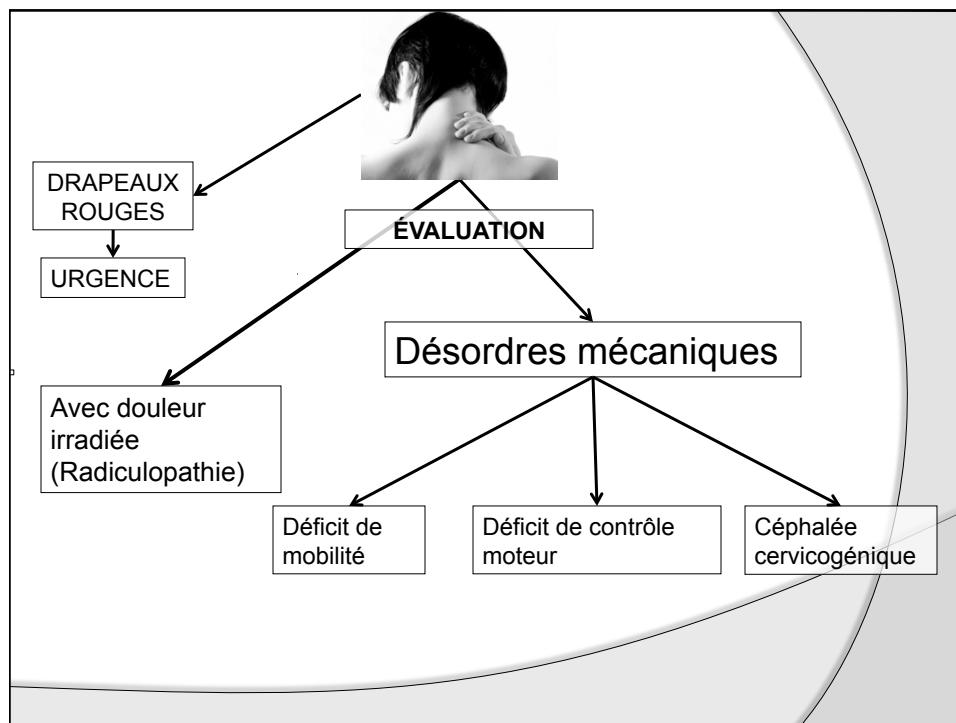 DRAPEAUX
ROUGES
URGENCE
ÉVALUATION
Désordres mécaniques
Avec douleur
irradiée
(Radiculopathie)
Déficit de
mobilité
Déficit de contrôle
moteur
Céphalée
cervicogénique